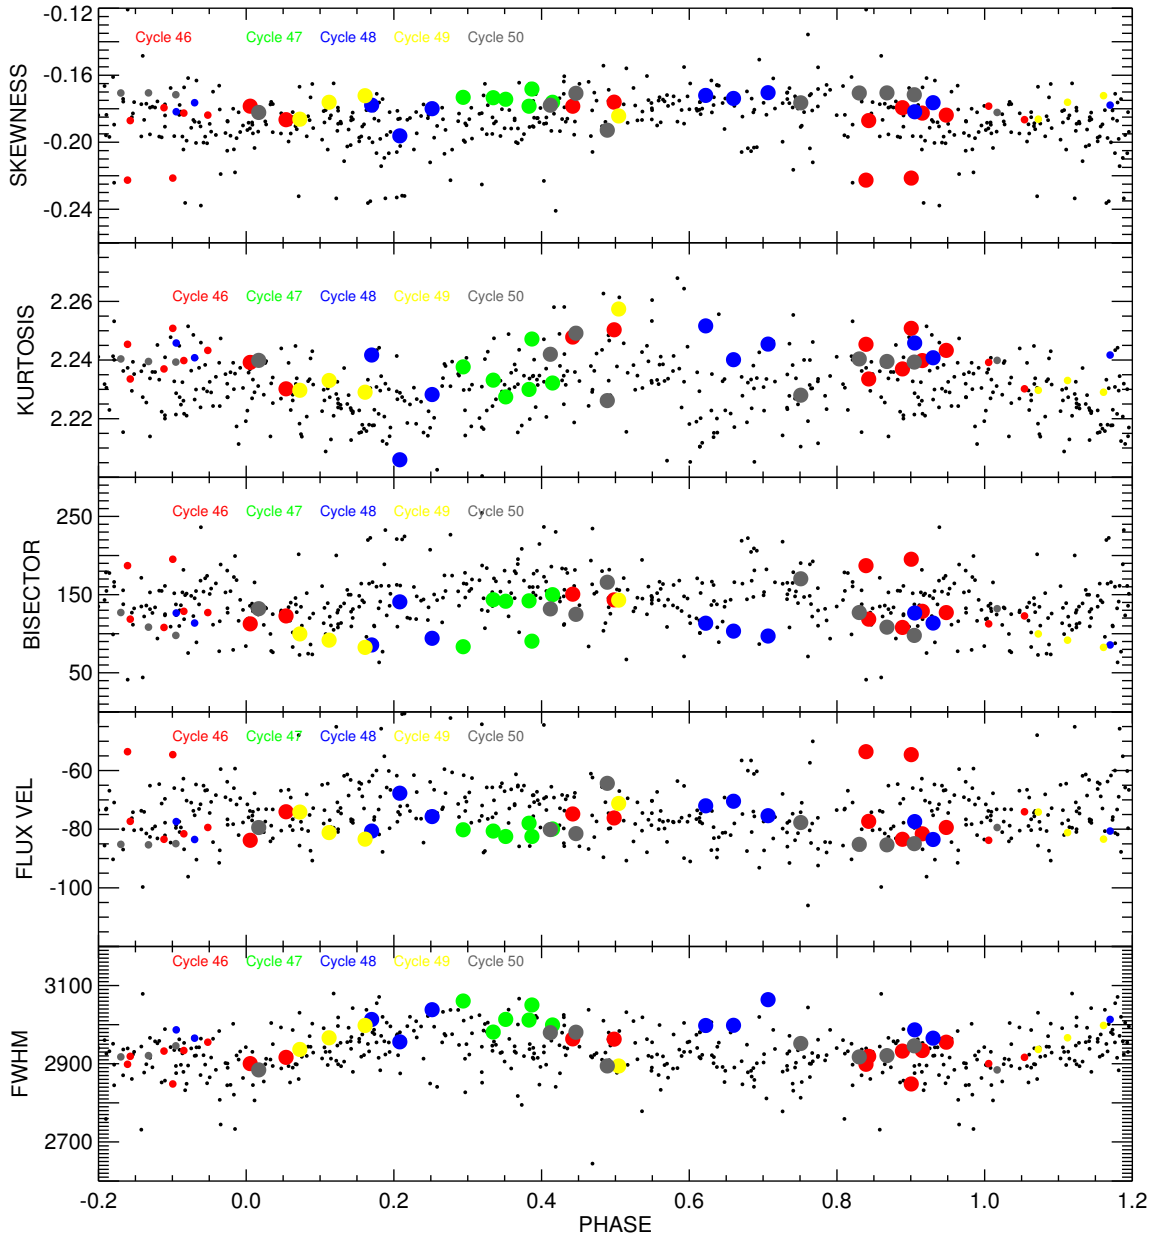 -0.12
-0.16
-0.20
-0.24
SKEWNESS
Cycle 46 Cycle 47 Cycle 48 Cycle 49 Cycle 50
2.26
2.24
2.22
KURTOSIS
Cycle 46 Cycle 47 Cycle 48 Cycle 49 Cycle 50
250
150
50
BISECTOR
Cycle 46 Cycle 47 Cycle 48 Cycle 49 Cycle 50
-60
-80
-100
FLUX VEL
Cycle 46 Cycle 47 Cycle 48 Cycle 49 Cycle 50
3100
2900
2700
FWHM
Cycle 46 Cycle 47 Cycle 48 Cycle 49 Cycle 50
-0.2 0.0 0.2 0.4 0.6 0.8 1.0 1.2
PHASE